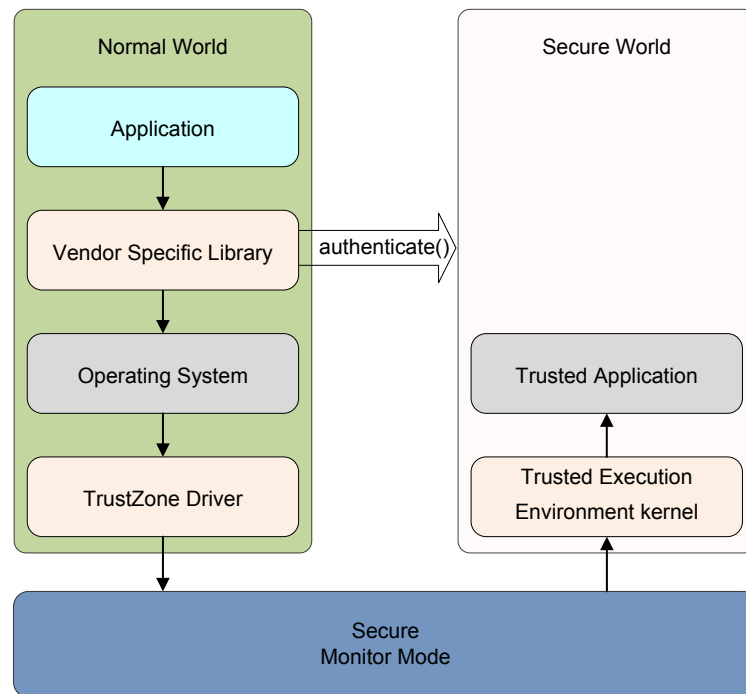 Normal World
Secure World
Application
Vendor Specific Library
authenticate()
Operating System
Trusted Application
TrustZone Driver
Trusted Execution
Environment kernel
Secure
Monitor Mode